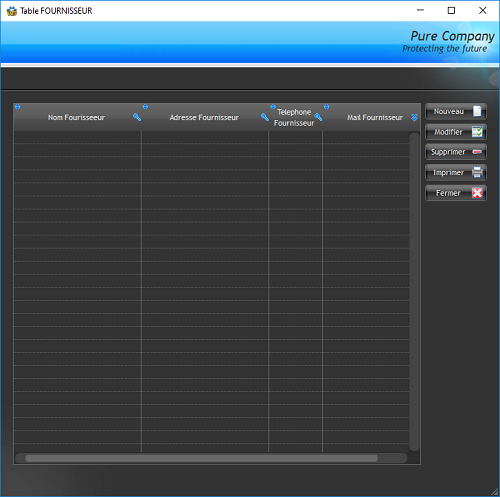 Table FOURNISSEUR
Pure Company
Protecting the future
Nom Fourisseeur
Adresse Fournisseur
Telephone
Fournisseur
Mail Fournisseur
Nouveau
Modifier
Supprimer
Imprimer
Fermer